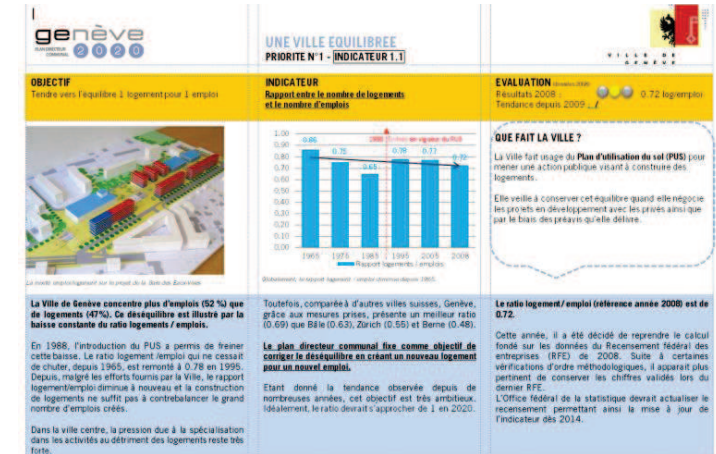 genève
PLAN DIRECTEUR
COMMUNAL
2020
UNE VILLE EQUILIBREE
PRIORITE N°1 - INDICATEUR 1.1
VILLE DE
GENÈVE
OBJECTIF
Tendre vers l'équilibre 1 logement pour 1 emploi
INDICATEUR
Rapport entre le nombre de logements
et le nombre d'emplois
EVALUATION
Résultats 2008 : 0.72 log/emploi
Tendance depuis 2009
1.00
0,90
0,80
0,70
0,60
0,50
0,40
0,30
0,20
0,10
0,00
0.86
0.75
0.65
0.78
0.77
0.72
1988 en vigueur du PUS
1965
1975
1985
1995
2005
2008
Rapport logements / emplois
QUE FAIT LA VILLE ?
La Ville fait usage du Plan d'utilisation du sol (PUS) pour
mener une action publique visant à construire des
logements.
Elle veille à conserver cet équilibre quand elle négocie
les projets en développement avec les privés ainsi que
par le biais des préavis qu'elle délivre.
La Ville de Genève concentre plus d'emplois (52 %) que
de logements (47%). Ce déséquilibre est illustré par la
baisse constante du ratio logements / emplois.
En 1988, l'introduction du PUS a permis de freiner
cette baisse. Le ratio logement /emploi qui ne cessait
de chuter, depuis 1965, est remonté à 0.78 en 1995.
Depuis, malgré les efforts fournis par la Ville, le rapport
logement/emploi diminue à nouveau et la construction
de logements ne suffit pas à contrebalancer le grand
nombre d'emplois créés.
Dans la ville centre, la pression due à la spécialisation
dans les activités au détriment des logements reste très
forte.
Toutefois, comparée à d'autres villes suisses, Genève,
grâce aux mesures prises, présente un meilleur ratio
(0.69) que Bâle (0.63), Zürich (0.55) et Berne (0.48).
Le plan directeur communal fixe comme objectif de
corriger le déséquilibre en créant un nouveau logement
pour un nouvel emploi.
Etant donné la tendance observée depuis de
nombreuses années, cet objectif est très ambitieux.
Idéalement, le ratio devrait s'approcher de 1 en 2020.
Le ratio logement / emploi (référence année 2008) est de
0.72.
Cette année, il a été décidé de reprendre le calcul
fondé sur les données du Recensement fédéral des
entreprises (RFE) de 2008. Suite à certaines
vérifications d'ordre méthodologiques, il apparait plus
pertinent de conserver les chiffres validés lors du
dernier RFE.
L'Office fédéral de la statistique devrait actualiser le
recensement permettant ainsi la mise à jour de
l'indicateur dès 2014.